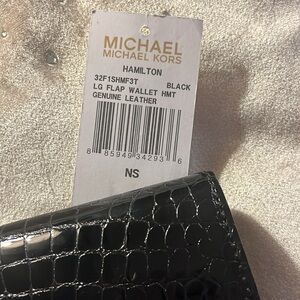 MICHAEL
MICHAEL KORS
HAMILTON
32F1SHMF3T BLACK
LG FLAP WALLET HMT
GENUINE LEATHER
8 85949 34293 6
NS